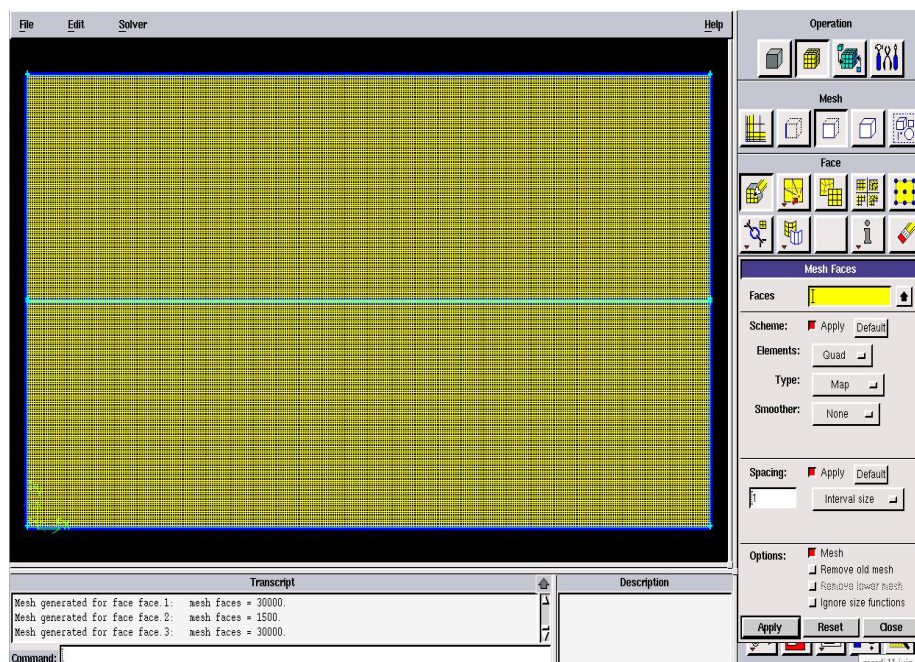 File Edit Solver Help
Operation
Mesh
Face
Mesh Faces
Faces
Scheme: Apply Default
Elements: Quad
Type: Map
Smoother: None
Spacing: Apply Default
1 Interval size
Options: Mesh
Remove old mesh
Remove lower mesh
Ignore size functions
Apply Reset Close
Transcript Description
Mesh generated for face face.1: mesh faces = 30000.
Mesh generated for face face.2: mesh faces = 1500.
Mesh generated for face face.3: mesh faces = 30000.
Command: